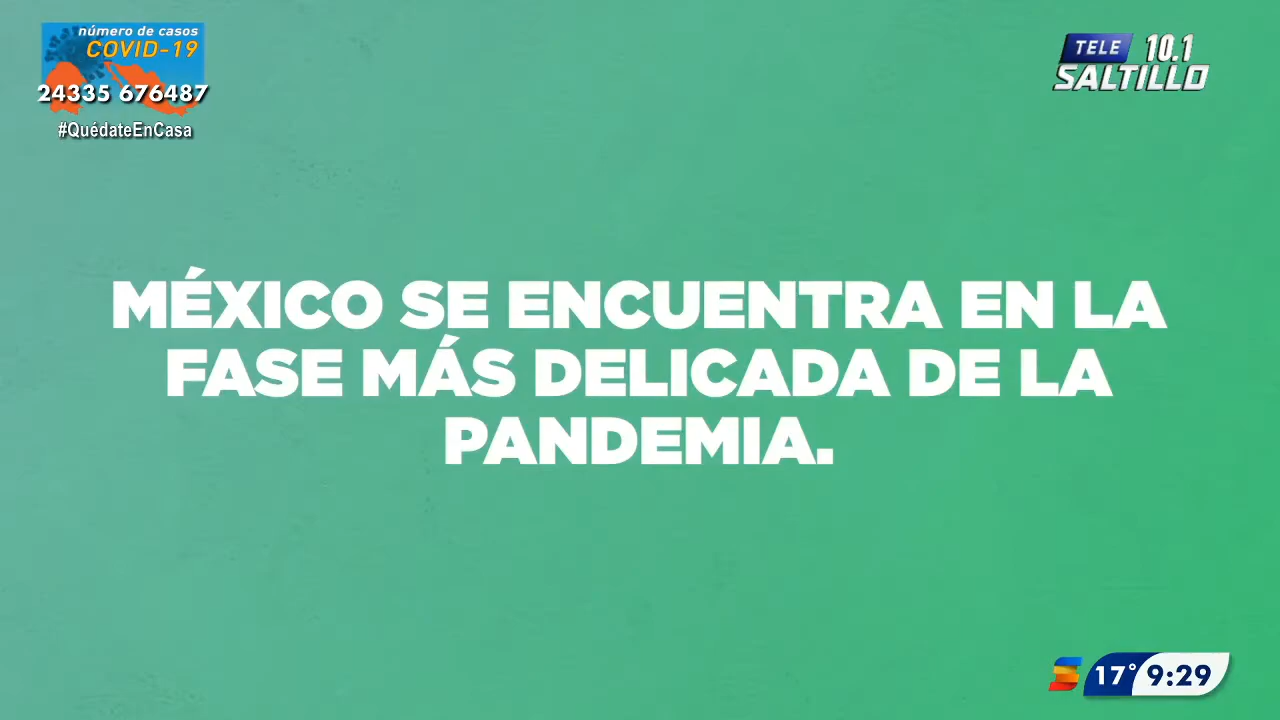 número de casos
COVID-19
24335 676487
#QuédateEnCasa
TELE 10.1
SALTILLO
MÉXICO SE ENCUENTRA EN LA
FASE MÁS DELICADA DE LA
PANDEMIA.
17° 9:29